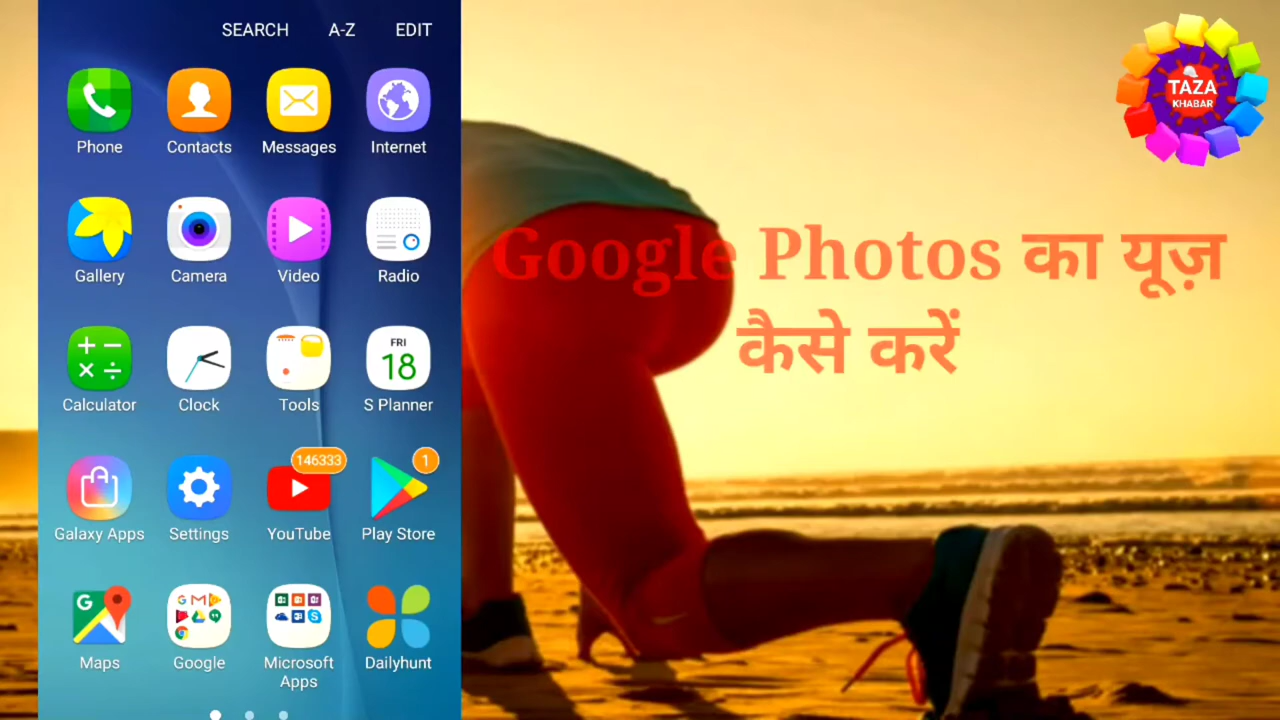 SEARCH A-Z EDIT
TAZA
KHABAR
Phone Contacts Messages Internet
Google Photos का यूज़
कैसे करें
Gallery Camera Video Radio
FRI
18
Calculator Clock Tools S Planner
146333 1
Galaxy Apps Settings YouTube Play Store
G
G M
Maps Google Microsoft Apps Dailyhunt